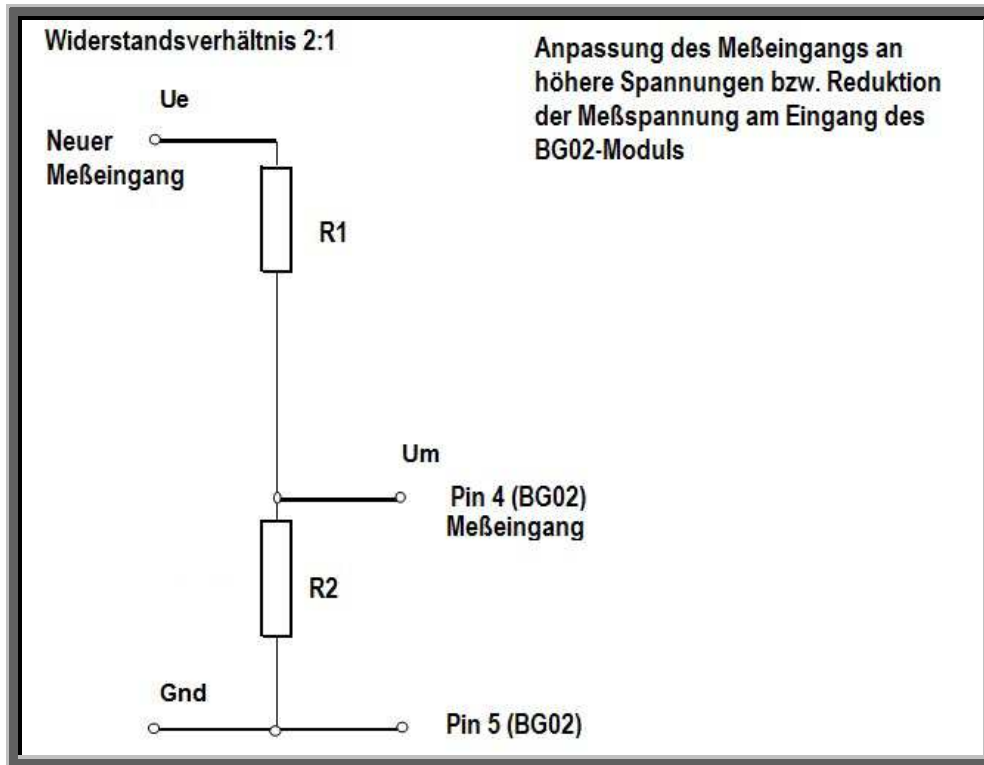 Widerstandsverhältnis 2:1
Anpassung des Meßeingangs an
höhere Spannungen bzw. Reduktion
der Meßspannung am Eingang des
BG02-Moduls
Ue
Neuer
Meßeingang
R1
Um
Pin 4 (BG02)
Meßeingang
R2
Gnd
Pin 5 (BG02)